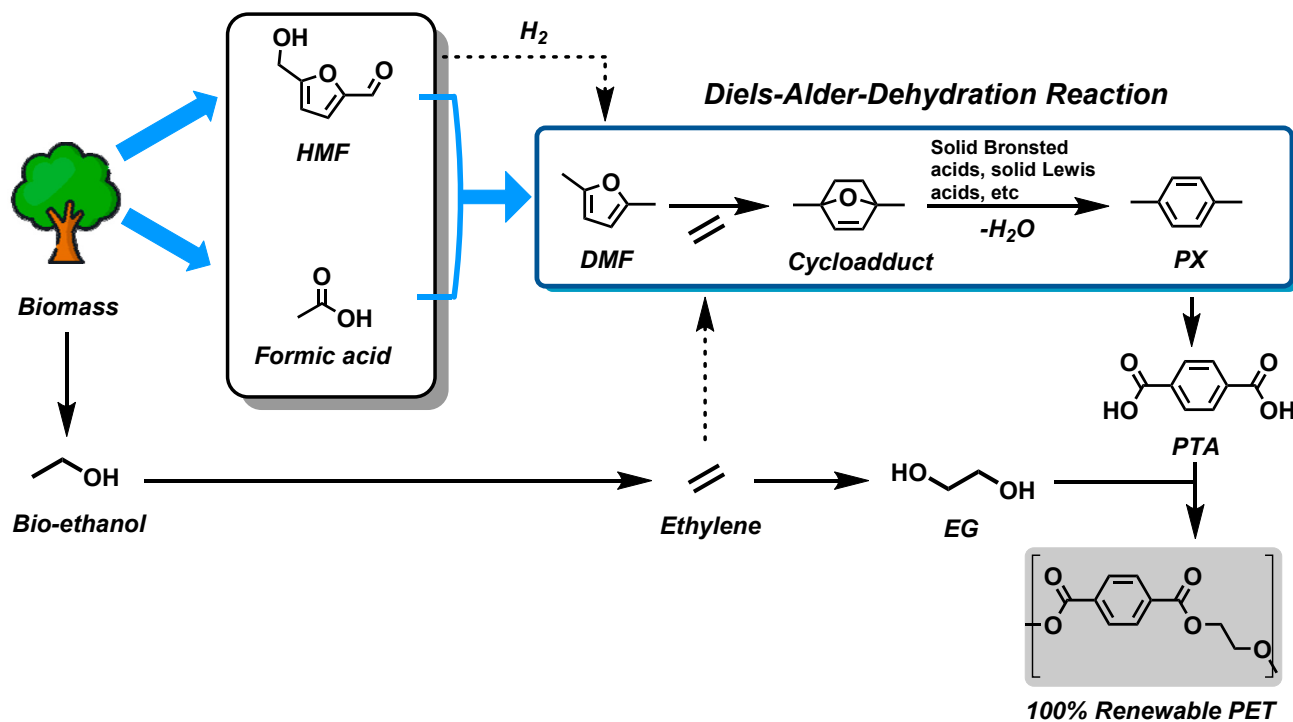 H2
OH
O
O
HMF
Diels-Alder-Dehydration Reaction
Solid Bronsted
acids, solid Lewis
acids, etc
-H2O
O
DMF
O
Cycloadduct
PX
Biomass
O
OH
Formic acid
O
HO
O
OH
PTA
OH
Bio-ethanol
Ethylene
HO
OH
EG
O
O
O
O
O
100% Renewable PET